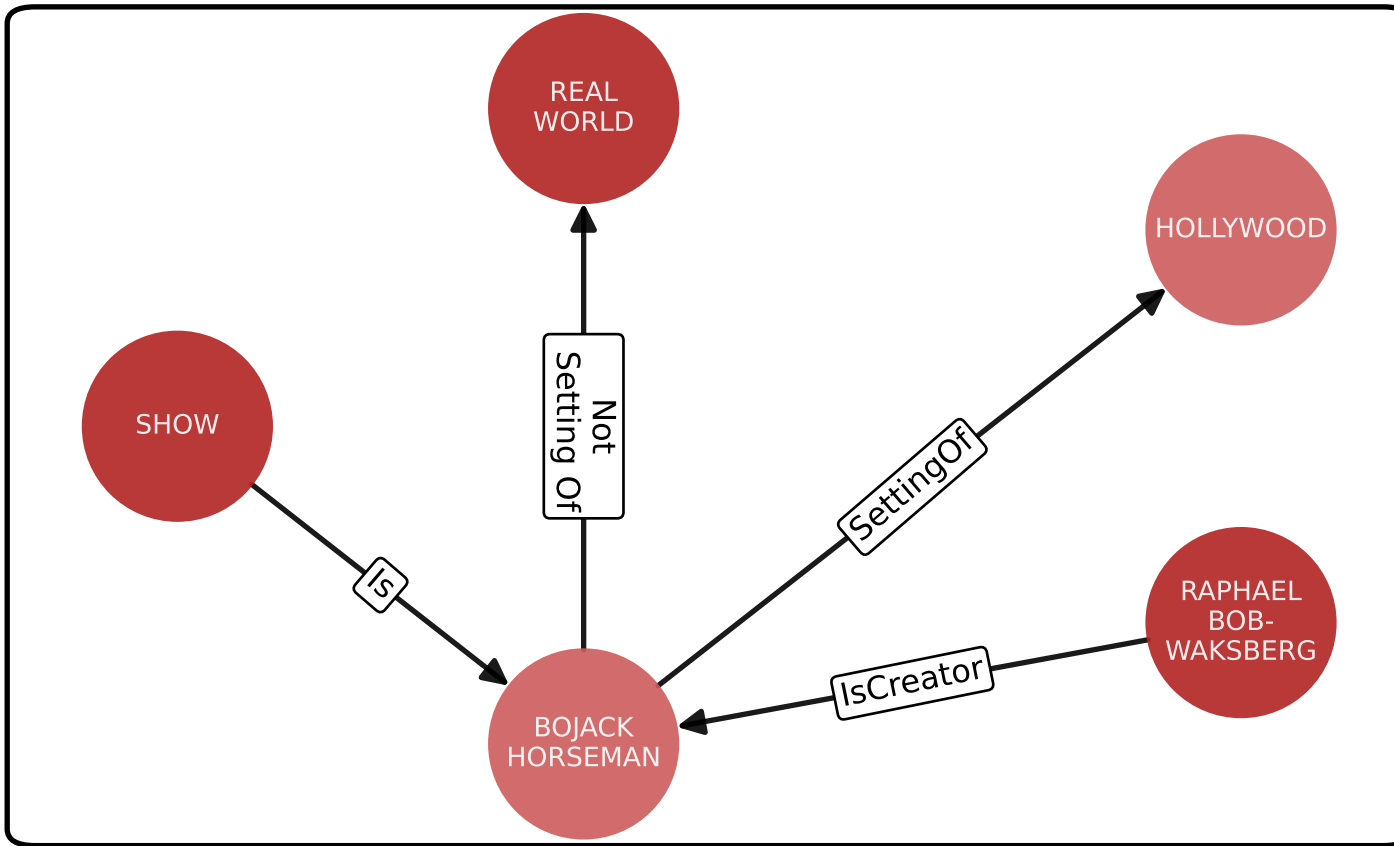 REAL
WORLD
HOLLYWOOD
Not
Setting Of
SHOW
SettingOf
Is
RAPHAEL
BOB-
WAKSBERG
IsCreator
BOJACK
HORSEMAN